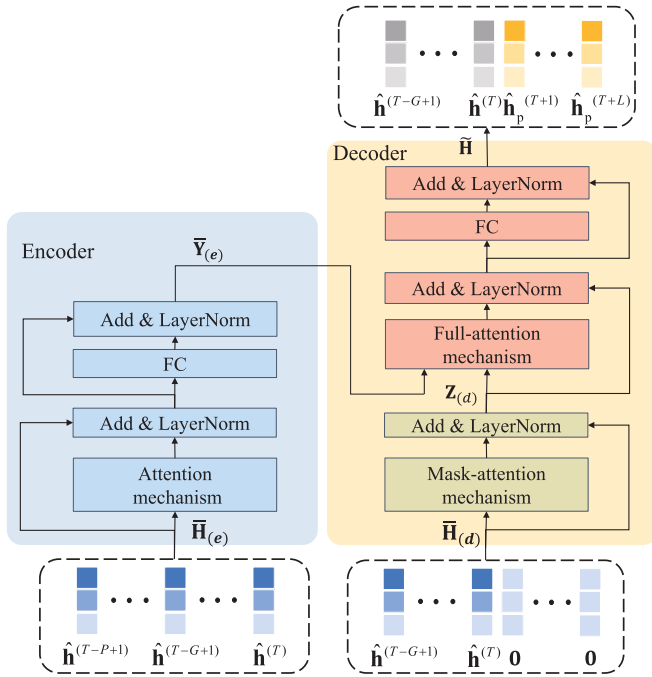 ĥ^(T−G+1) ĥ^(T) ĥ_p^(T+1) ĥ_p^(T+L)
H̃
Decoder
Add & LayerNorm
FC
Add & LayerNorm
Full-attention
mechanism
Z_(d)
Add & LayerNorm
Mask-attention
mechanism
H̄_(d)
ĥ^(T−G+1) ĥ^(T) 0 0
Encoder
Ȳ_(e)
Add & LayerNorm
FC
Add & LayerNorm
Attention
mechanism
H̄_(e)
ĥ^(T−P+1) ĥ^(T−G+1) ĥ^(T)